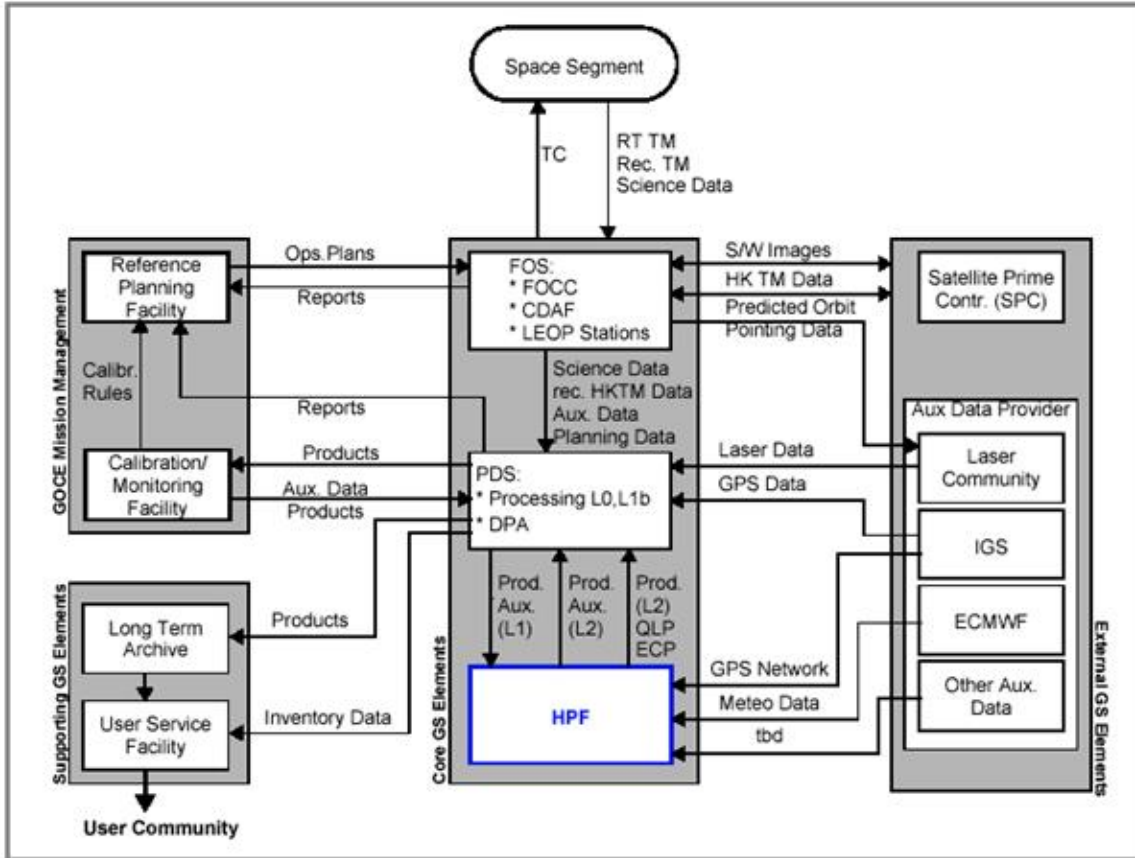 Space Segment
TC
RT TM
Rec. TM
Science Data
GOCE Mission Management
Reference
Planning
Facility
Calibr.
Rules
Calibration/
Monitoring
Facility
Ops.Plans
Reports
Reports
Products
Aux. Data
Products
Core GS Elements
FOS:
* FOCC
* CDAF
* LEOP Stations
Science Data
rec. HKTM Data
Aux. Data
Planning Data
PDS:
* Processing L0,L1b
* DPA
Prod.
Aux.
(L1)
Prod.
Aux.
(L2)
Prod.
(L2)
QLP
ECP
HPF
S/W Images
HK TM Data
Predicted Orbit
Pointing Data
Laser Data
GPS Data
GPS Network
Meteo Data
tbd
External GS Elements
Satellite Prime
Contr. (SPC)
Aux Data Provider
Laser
Community
IGS
ECMWF
Other Aux.
Data
Supporting GS Elements
Long Term
Archive
User Service
Facility
Products
Inventory Data
User Community